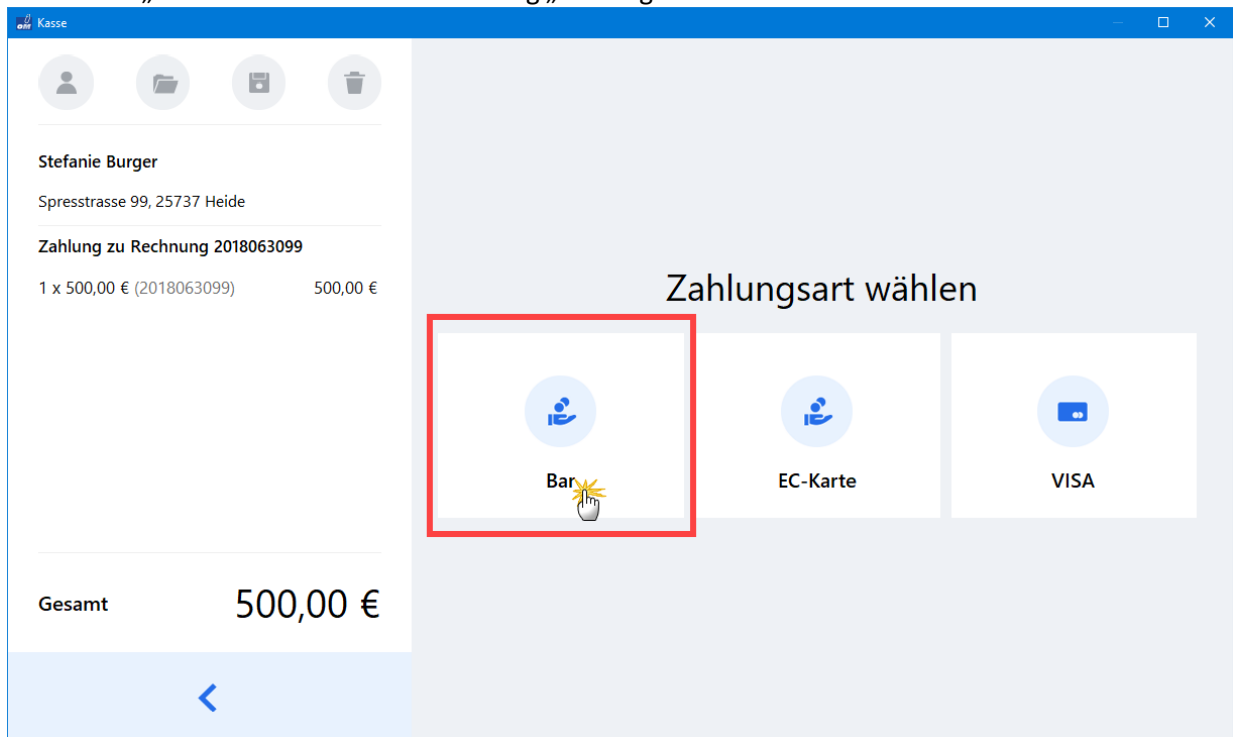 Kasse
Stefanie Burger
Spresstrasse 99, 25737 Heide
Zahlung zu Rechnung 2018063099
1 x 500,00 € (2018063099) 500,00 €
Gesamt 500,00 €
Zahlungsart wählen
Bar
EC-Karte
VISA